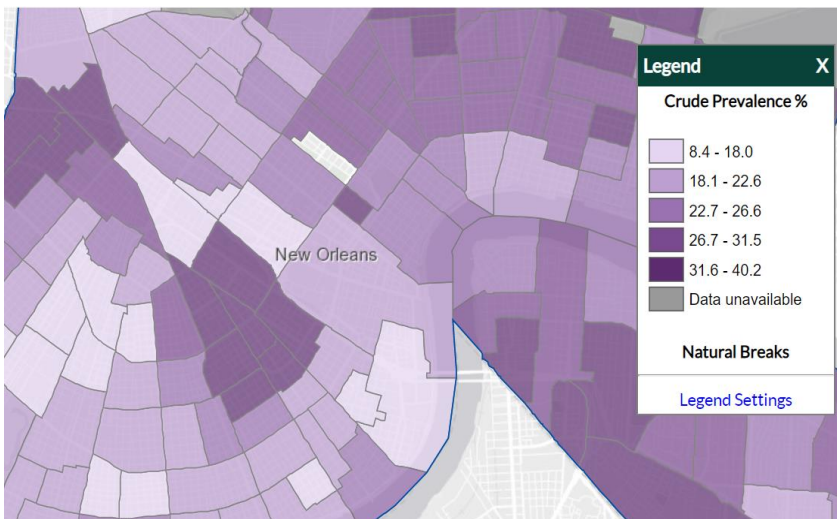 New Orleans
Legend X
Crude Prevalence %
8.4 - 18.0
18.1 - 22.6
22.7 - 26.6
26.7 - 31.5
31.6 - 40.2
Data unavailable
Natural Breaks
Legend Settings